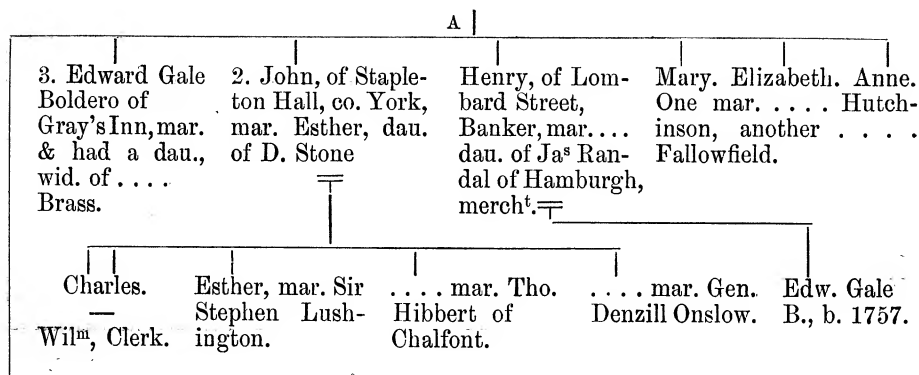 A
3. Edward Gale
Boldero of
Gray's Inn, mar.
& had a dau.,
wid. of . . . .
Brass.
2. John, of Staple-
ton Hall, co. York,
mar. Esther, dau.
of D. Stone
Henry, of Lom-
bard Street,
Banker, mar. . . .
dau. of Jaˢ Ran-
dal of Hamburgh,
merchᵗ.
Mary. Elizabeth. Anne.
One mar. . . . . Hutch-
inson, another . . . .
Fallowfield.
Charles.
—
Wilᵐ, Clerk.
Esther, mar. Sir
Stephen Lush-
ington.
. . . . mar. Tho.
Hibbert of
Chalfont.
. . . . mar. Gen.
Denzill Onslow.
Edw. Gale
B., b. 1757.